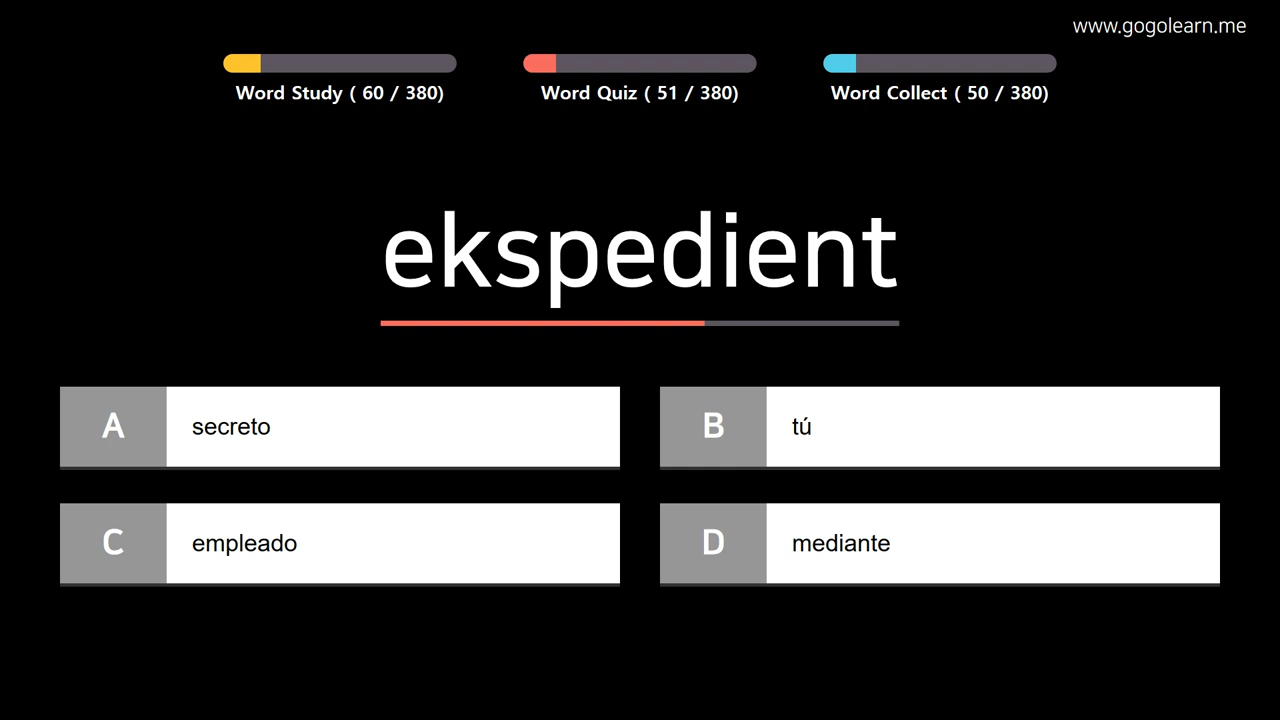 www.gogolearn.me
Word Study ( 60 / 380)
Word Quiz ( 51 / 380)
Word Collect ( 50 / 380)
ekspedient
A secreto
B tú
C empleado
D mediante